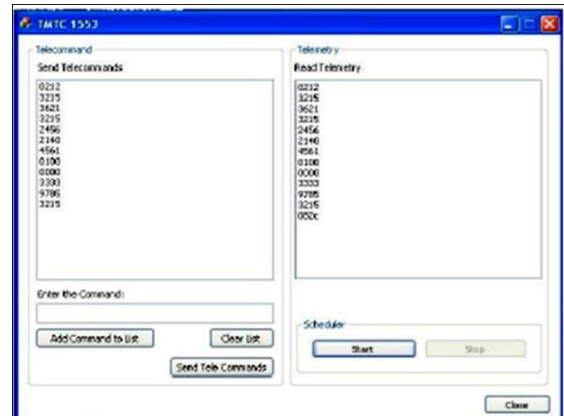 TMTC 1553
Telecommand
Send Telecommands
0212
3215
3621
3215
2456
2140
4561
0100
0000
3333
9785
3215
Enter the Command:
Add Command to List
Clear List
Send Tele Commands
Telemetry
Read Telemetry
0212
3215
3621
3215
2456
2140
4561
0100
0000
3333
9785
3215
082c
Scheduler
Start
Stop
Close